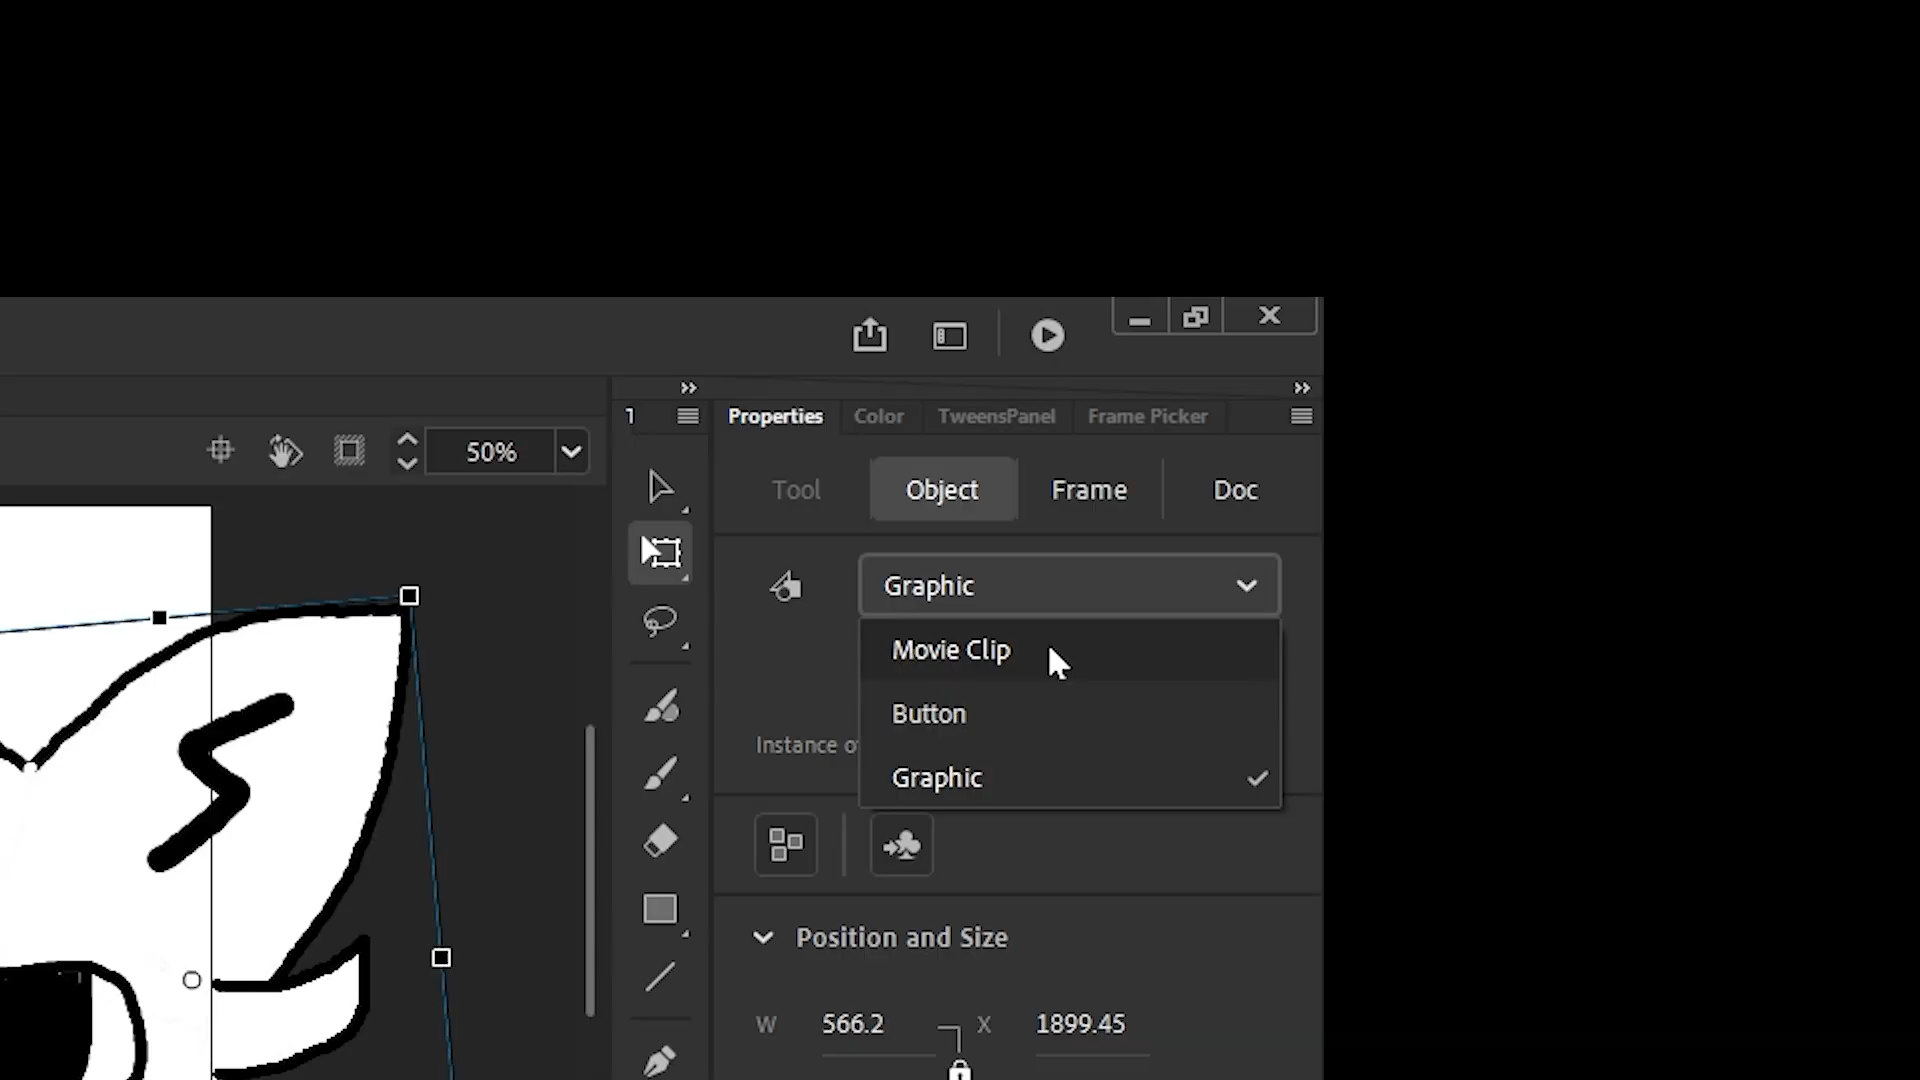 1
Properties Color TweensPanel Frame Picker
50%
Tool Object Frame Doc
Graphic
Movie Clip
Button
Instance o
Graphic
Position and Size
W 566.2 X 1899.45